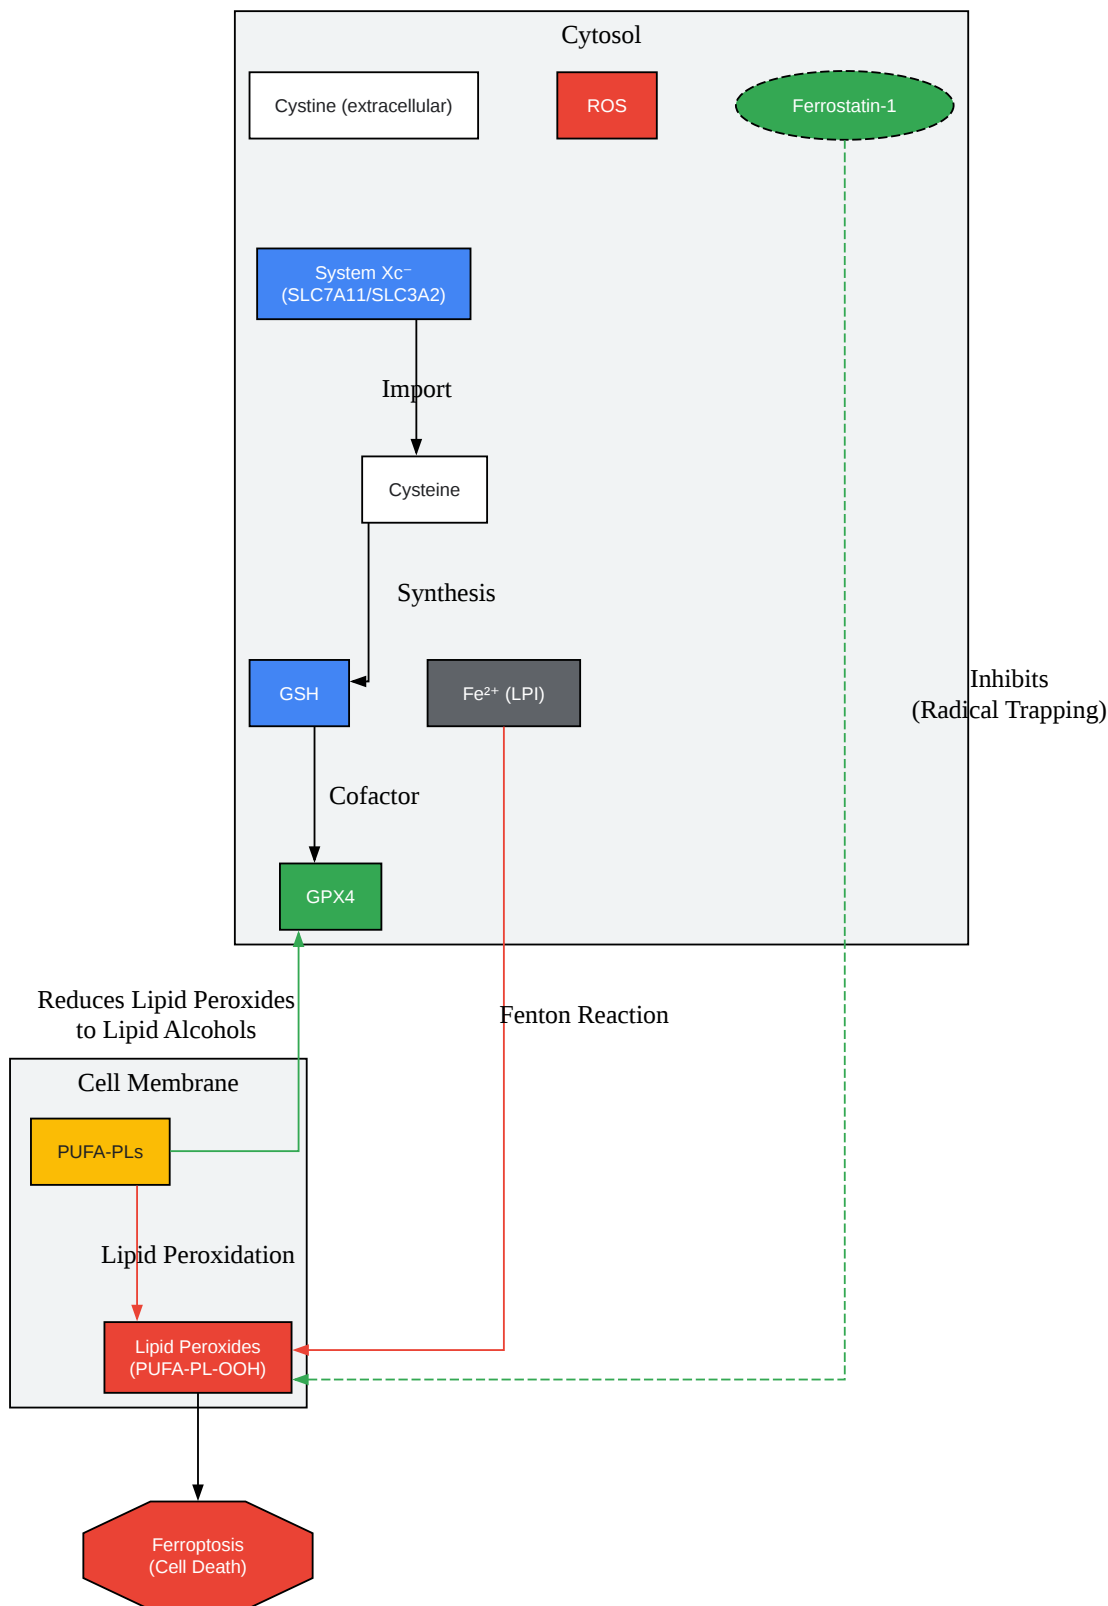 Cytosol
Cystine (extracellular)
ROS
Ferrostatin-1
System Xc⁻
(SLC7A11/SLC3A2)
Import
Cysteine
Synthesis
GSH
Fe²⁺ (LPI)
Inhibits
(Radical Trapping)
Cofactor
GPX4
Reduces Lipid Peroxides
to Lipid Alcohols
Fenton Reaction
Cell Membrane
PUFA-PLs
Lipid Peroxidation
Lipid Peroxides
(PUFA-PL-OOH)
Ferroptosis
(Cell Death)